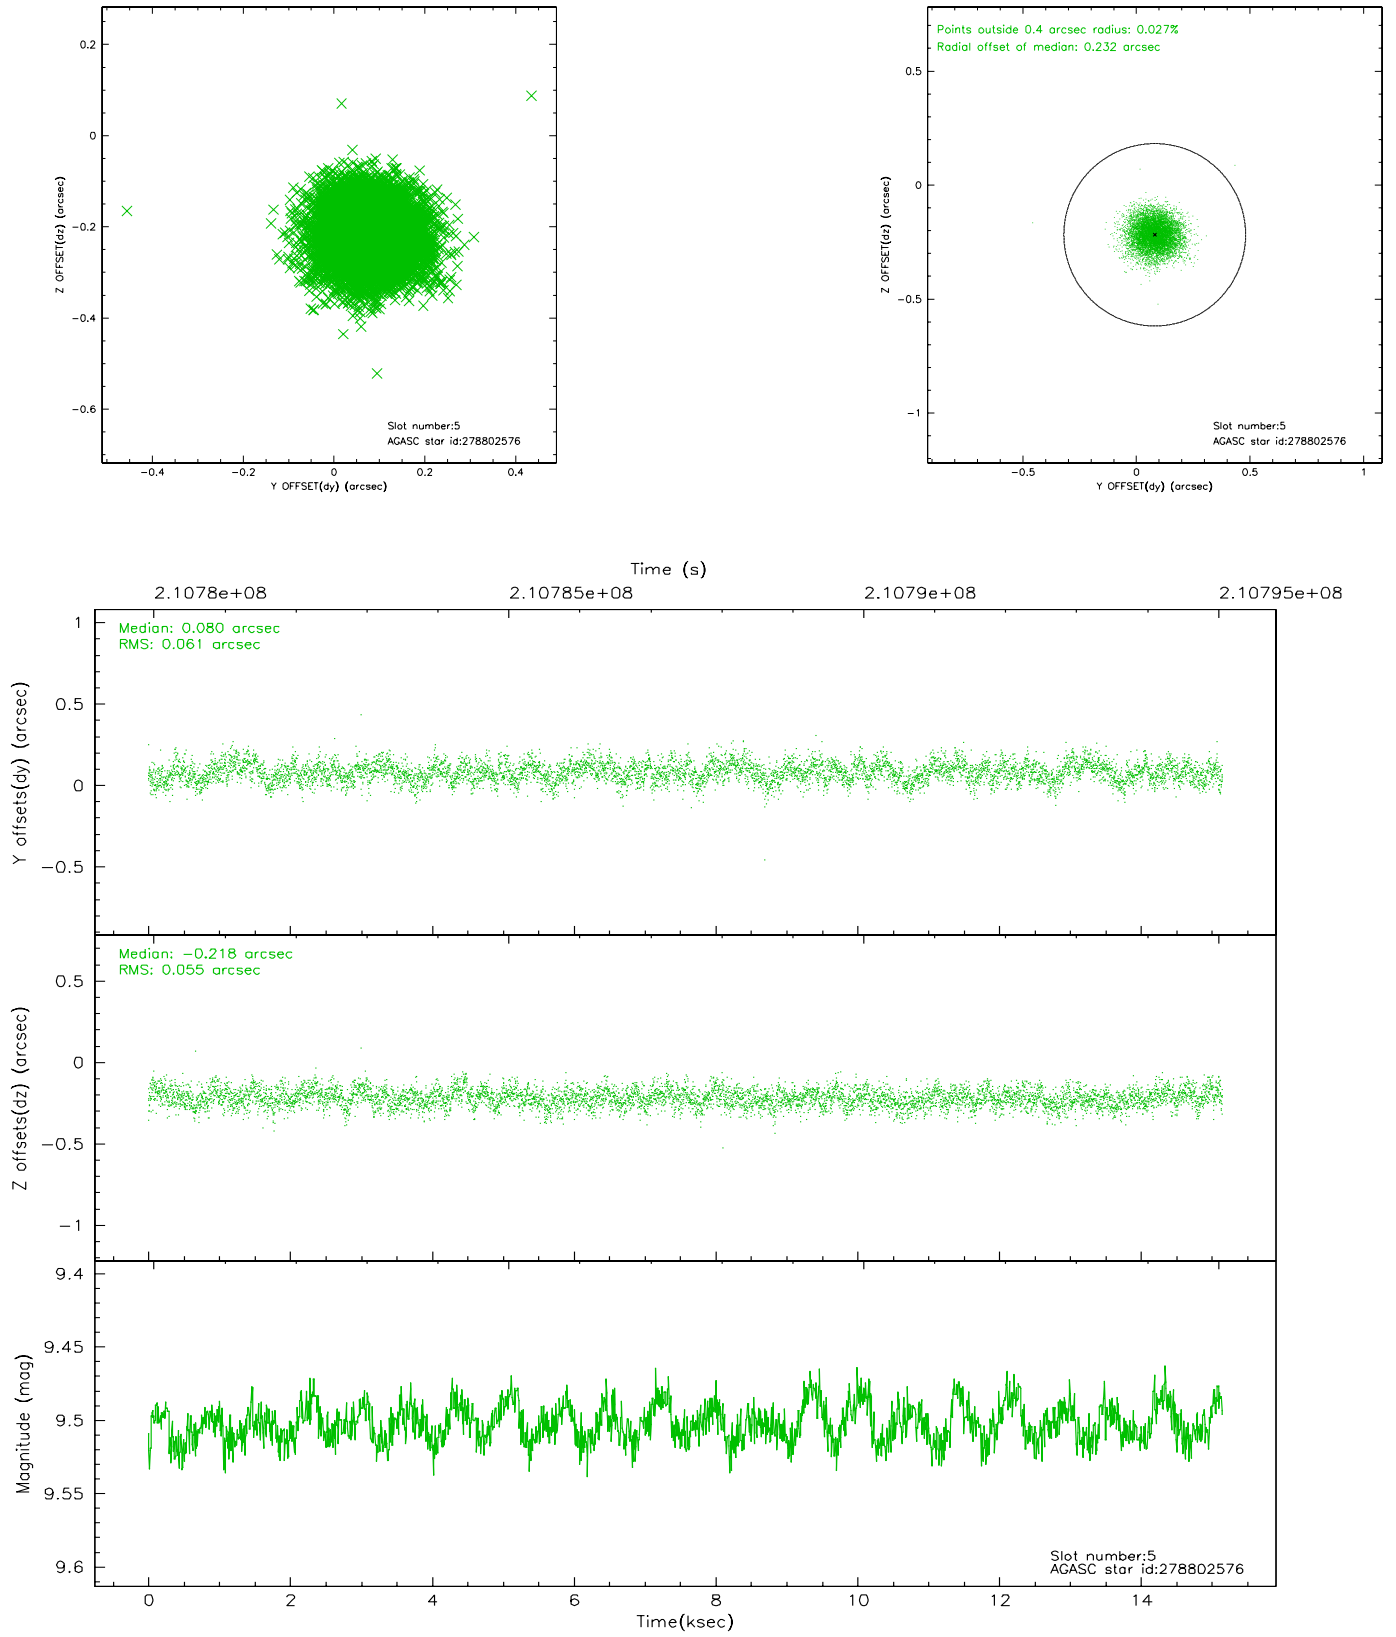 0.2
0
−0.2
−0.4
−0.6
Z OFFSET(dz) (arcsec)
Slot number:5
AGASC star id:278802576
−0.4 −0.2 0 0.2 0.4
Y OFFSET(dy) (arcsec)
Points outside 0.4 arcsec radius: 0.027%
Radial offset of median: 0.232 arcsec
0.5
0
−0.5
−1
Z OFFSET(dz) (arcsec)
Slot number:5
AGASC star id:278802576
−0.5 0 0.5 1
Y OFFSET(dy) (arcsec)
Time (s)
2.1078e+08 2.10785e+08 2.1079e+08 2.10795e+08
Median: 0.080 arcsec
RMS: 0.061 arcsec
1
0.5
0
−0.5
Y offsets(dy) (arcsec)
Median: −0.218 arcsec
RMS: 0.055 arcsec
0.5
0
−0.5
−1
Z offsets(dz) (arcsec)
9.4
9.45
9.5
9.55
9.6
Magnitude (mag)
Slot number:5
AGASC star id:278802576
0 2 4 6 8 10 12 14
Time(ksec)